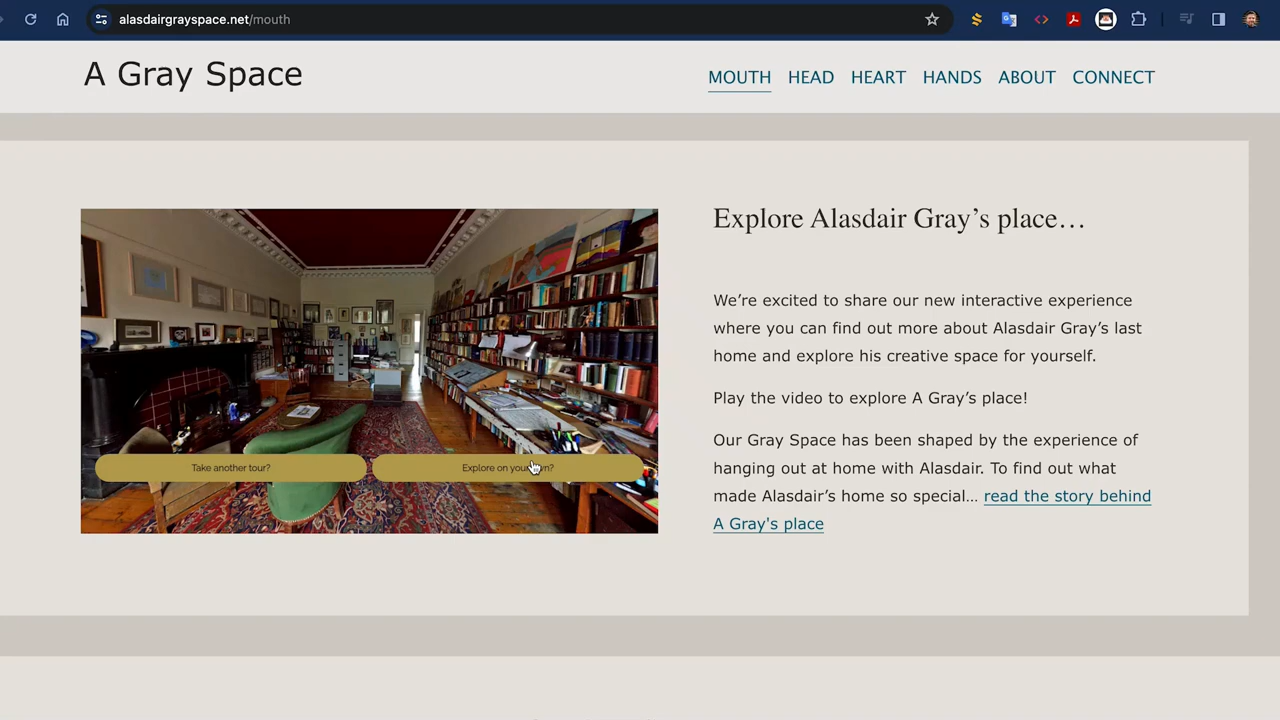 alasdairgrayspace.net/mouth
A Gray Space
MOUTH HEAD HEART HANDS ABOUT CONNECT
Explore Alasdair Gray’s place…
We’re excited to share our new interactive experience
where you can find out more about Alasdair Gray’s last
home and explore his creative space for yourself.
Play the video to explore A Gray’s place!
Our Gray Space has been shaped by the experience of
hanging out at home with Alasdair. To find out what
made Alasdair’s home so special… read the story behind
A Gray's place
Take another tour?
Explore on your own?